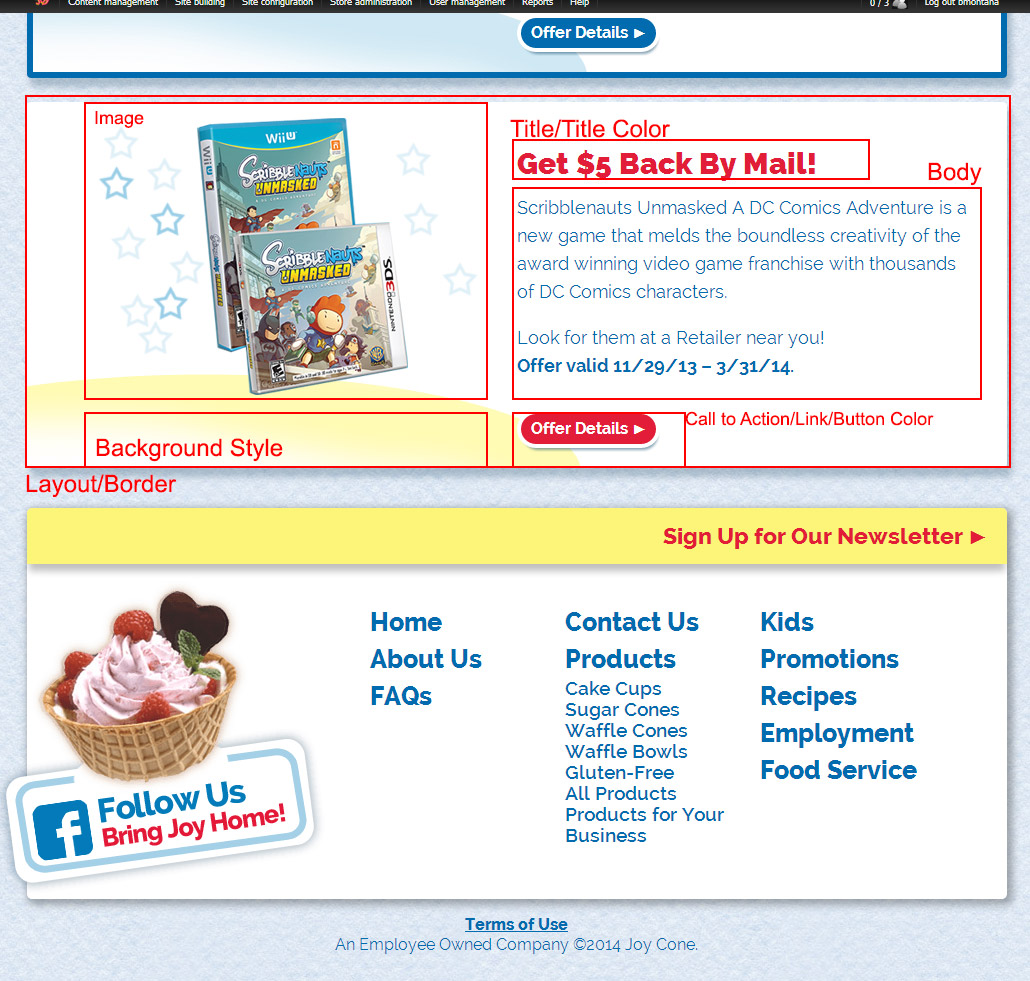 Content management Site building Site configuration Store administration User management Reports Help 0 / 3 Log out bmontana
Offer Details ►
Image
Title/Title Color
Get $5 Back By Mail!
Body
Wii U
Wii U
SCRIBBLENAUTS
UNMASKED
A DC COMICS ADVENTURE
SCRIBBLENAUTS
UNMASKED
A DC COMICS ADVENTURE
NINTENDO 3DS
Scribblenauts Unmasked A DC Comics Adventure is a
new game that melds the boundless creativity of the
award winning video game franchise with thousands
of DC Comics characters.
Look for them at a Retailer near you!
Offer valid 11/29/13 – 3/31/14.
Background Style
Offer Details ►
Call to Action/Link/Button Color
Layout/Border
Sign Up for Our Newsletter ►
Home
About Us
FAQs
Contact Us
Products
Cake Cups
Sugar Cones
Waffle Cones
Waffle Bowls
Gluten-Free
All Products
Products for Your
Business
Kids
Promotions
Recipes
Employment
Food Service
f Follow Us
Bring Joy Home!
Terms of Use
An Employee Owned Company ©2014 Joy Cone.